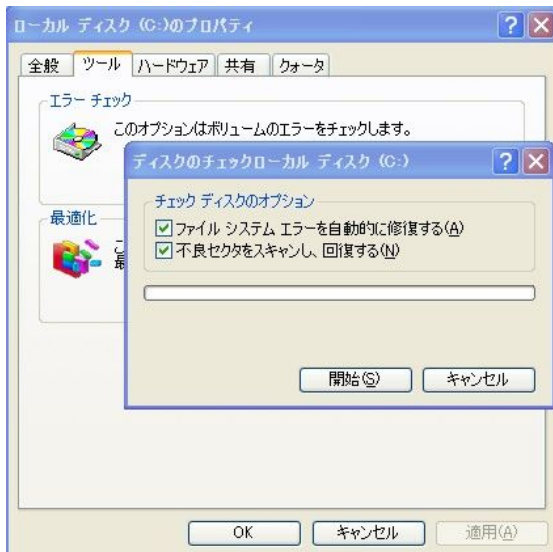 ローカル ディスク (C:)のプロパティ
全般 ツール ハードウェア 共有 クォータ
エラー チェック
このオプションはボリュームのエラーをチェックします。
ディスクのチェックローカル ディスク (C:)
チェック ディスクのオプション
ファイル システム エラーを自動的に修復する(A)
不良セクタをスキャンし、回復する(N)
開始(S) キャンセル
最適化
OK キャンセル 適用(A)